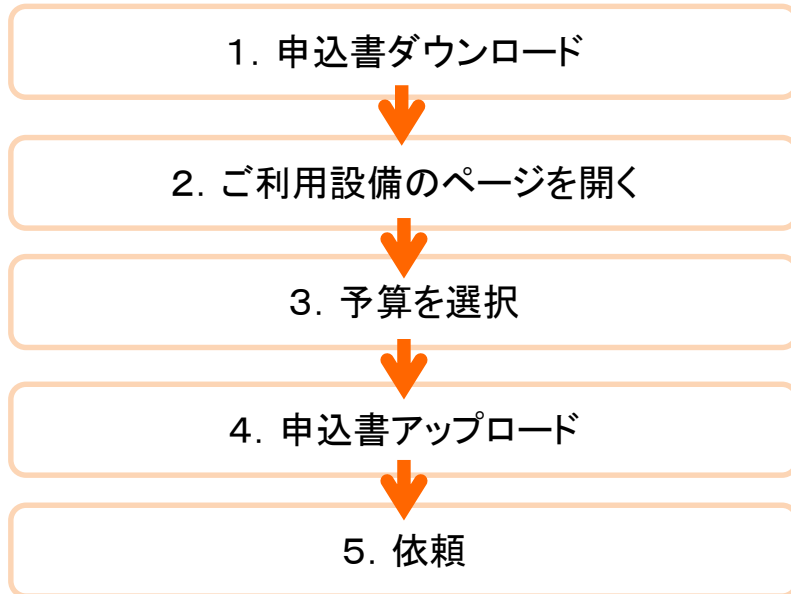 １．申込書ダウンロード
２．ご利用設備のページを開く
３．予算を選択
４．申込書アップロード
５．依頼